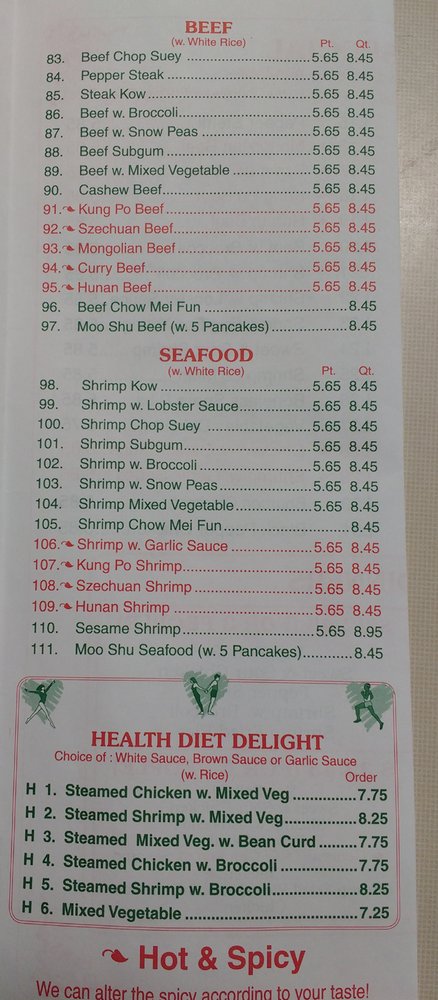 BEEF
(w. White Rice) Pt. Qt.
83. Beef Chop Suey 5.65 8.45
84. Pepper Steak 5.65 8.45
85. Steak Kow 5.65 8.45
86. Beef w. Broccoli 5.65 8.45
87. Beef w. Snow Peas 5.65 8.45
88. Beef Subgum 5.65 8.45
89. Beef w. Mixed Vegetable 5.65 8.45
90. Cashew Beef 5.65 8.45
91. Kung Po Beef 5.65 8.45
92. Szechuan Beef 5.65 8.45
93. Mongolian Beef 5.65 8.45
94. Curry Beef 5.65 8.45
95. Hunan Beef 5.65 8.45
96. Beef Chow Mei Fun 8.45
97. Moo Shu Beef (w. 5 Pancakes) 8.45
SEAFOOD
(w. White Rice) Pt. Qt.
98. Shrimp Kow 5.65 8.45
99. Shrimp w. Lobster Sauce 5.65 8.45
100. Shrimp Chop Suey 5.65 8.45
101. Shrimp Subgum 5.65 8.45
102. Shrimp w. Broccoli 5.65 8.45
103. Shrimp w. Snow Peas 5.65 8.45
104. Shrimp Mixed Vegetable 5.65 8.45
105. Shrimp Chow Mei Fun 8.45
106. Shrimp w. Garlic Sauce 5.65 8.45
107. Kung Po Shrimp 5.65 8.45
108. Szechuan Shrimp 5.65 8.45
109. Hunan Shrimp 5.65 8.45
110. Sesame Shrimp 5.65 8.95
111. Moo Shu Seafood (w. 5 Pancakes) 8.45
HEALTH DIET DELIGHT
Choice of : White Sauce, Brown Sauce or Garlic Sauce
(w. Rice) Order
H 1. Steamed Chicken w. Mixed Veg 7.75
H 2. Steamed Shrimp w. Mixed Veg 8.25
H 3. Steamed Mixed Veg. w. Bean Curd 7.75
H 4. Steamed Chicken w. Broccoli 7.75
H 5. Steamed Shrimp w. Broccoli 8.25
H 6. Mixed Vegetable 7.25
Hot & Spicy
We can alter the spicy according to your taste!